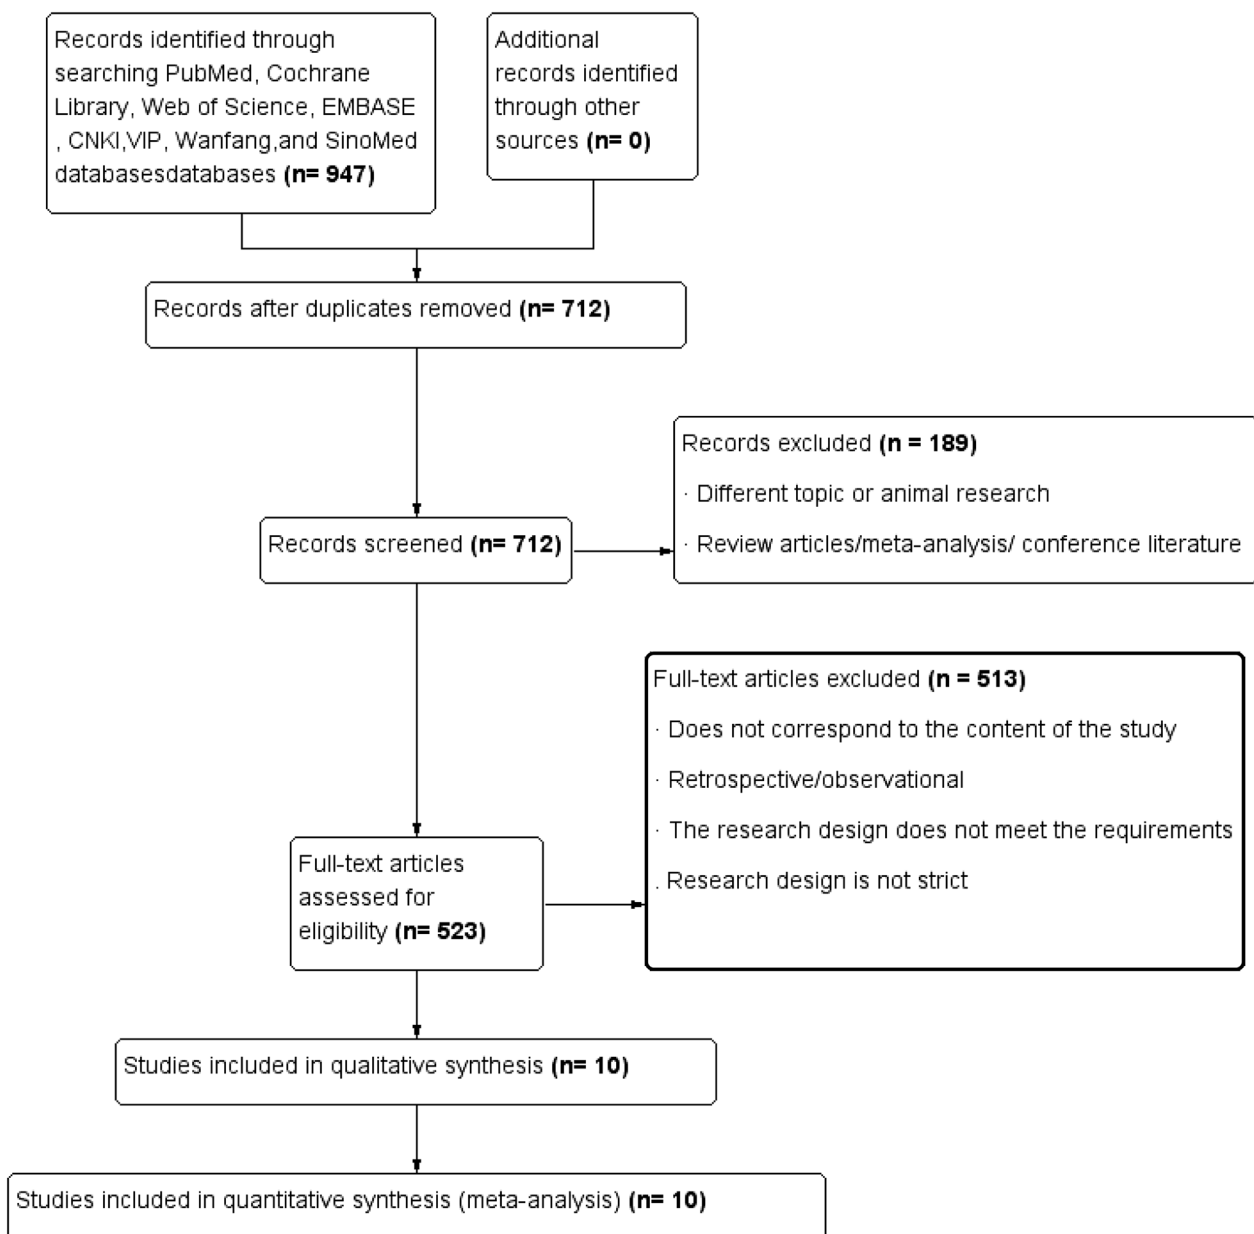 Records identified through
searching PubMed, Cochrane
Library, Web of Science, EMBASE
, CNKI,VIP, Wanfang,and SinoMed
databasesdatabases (n= 947)
Additional
records identified
through other
sources (n= 0)
Records after duplicates removed (n= 712)
Records excluded (n = 189)
· Different topic or animal research
· Review articles/meta-analysis/ conference literature
Records screened (n= 712)
Full-text articles excluded (n = 513)
· Does not correspond to the content of the study
· Retrospective/observational
· The research design does not meet the requirements
. Research design is not strict
Full-text articles
assessed for
eligibility (n= 523)
Studies included in qualitative synthesis (n= 10)
Studies included in quantitative synthesis (meta-analysis) (n= 10)